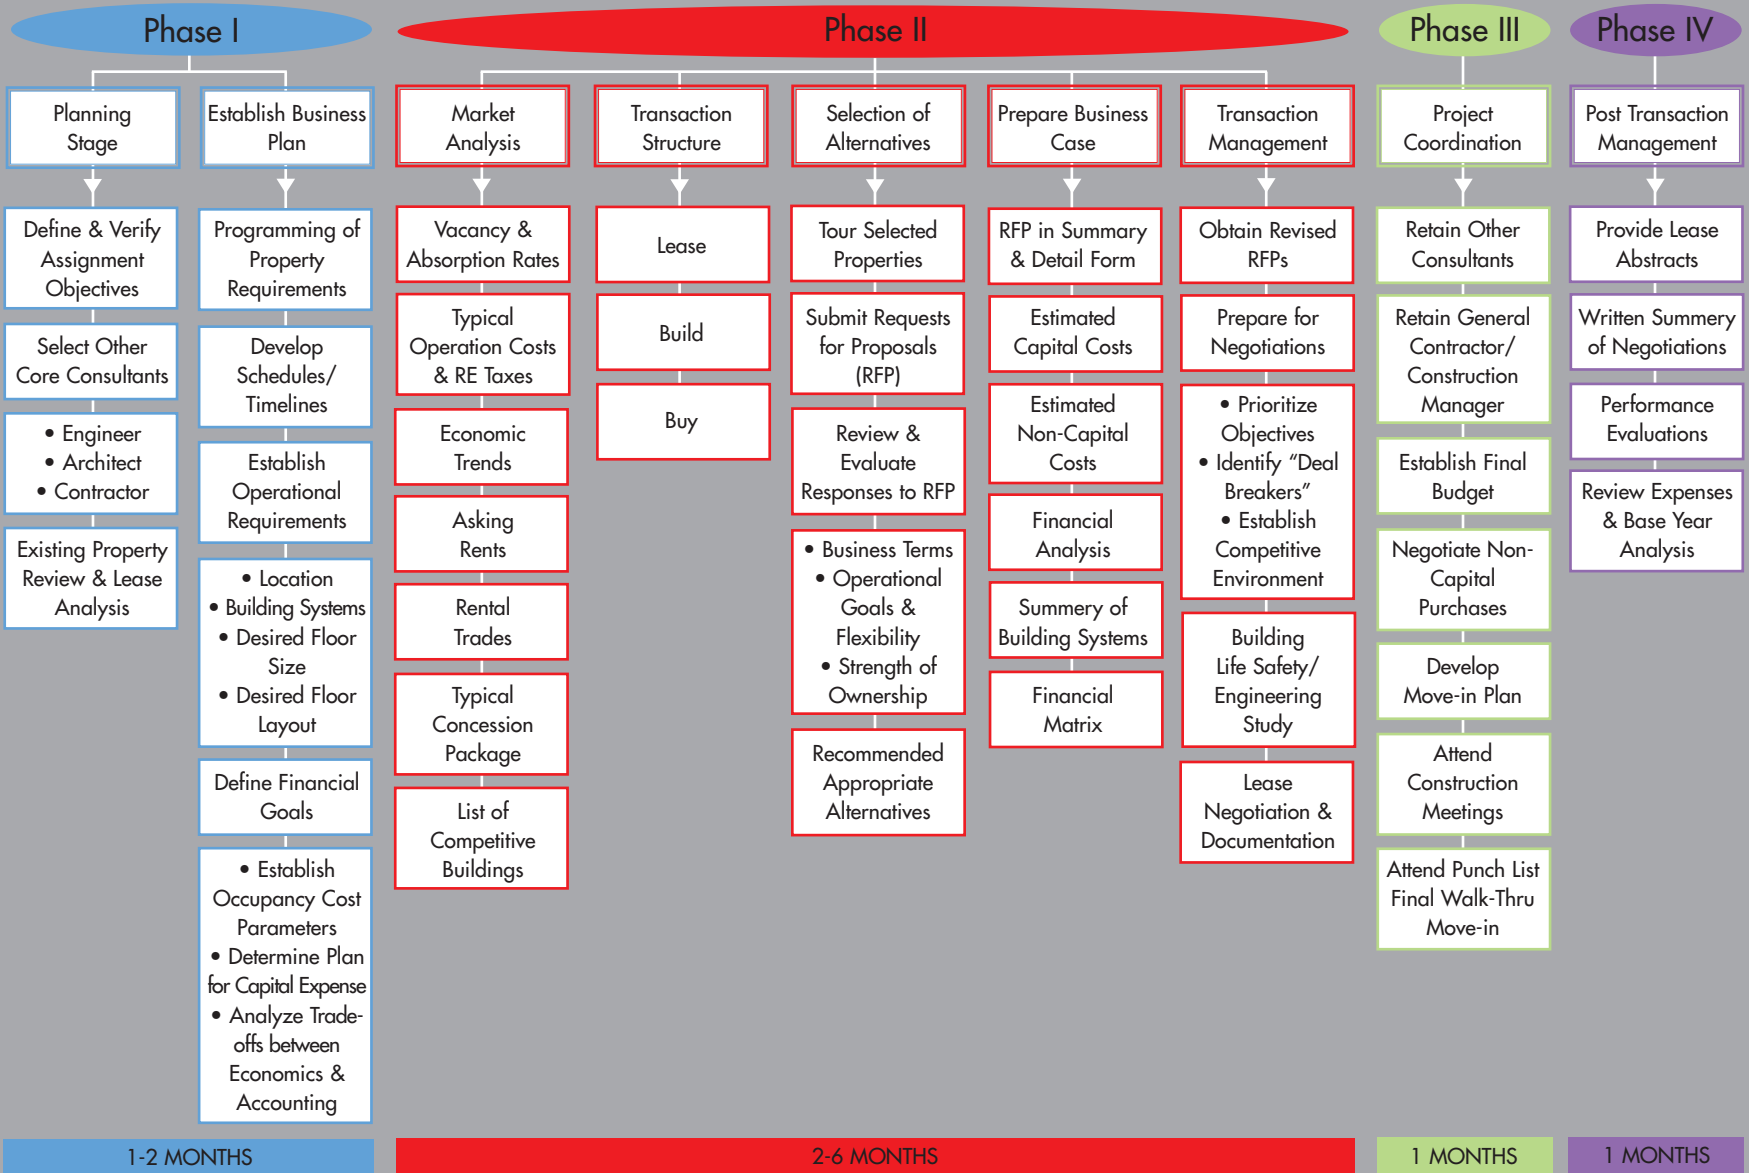 Phase I
Phase II
Phase III
Phase IV
Planning
Stage
Define & Verify
Assignment
Objectives
Select Other
Core Consultants
• Engineer
• Architect
• Contractor
Existing Property
Review & Lease
Analysis
Establish Business
Plan
Programming of
Property
Requirements
Develop
Schedules/
Timelines
Establish
Operational
Requirements
• Location
• Building Systems
• Desired Floor
Size
• Desired Floor
Layout
Define Financial
Goals
• Establish
Occupancy Cost
Parameters
• Determine Plan
for Capital Expense
• Analyze Trade-
offs between
Economics &
Accounting
Market
Analysis
Vacancy &
Absorption Rates
Typical
Operation Costs
& RE Taxes
Economic
Trends
Asking
Rents
Rental
Trades
Typical
Concession
Package
List of
Competitive
Buildings
Transaction
Structure
Lease
Build
Buy
Selection of
Alternatives
Tour Selected
Properties
Submit Requests
for Proposals
(RFP)
Review &
Evaluate
Responses to RFP
• Business Terms
• Operational
Goals &
Flexibility
• Strength of
Ownership
Recommended
Appropriate
Alternatives
Prepare Business
Case
RFP in Summary
& Detail Form
Estimated
Capital Costs
Estimated
Non-Capital
Costs
Financial
Analysis
Summery of
Building Systems
Financial
Matrix
Transaction
Management
Obtain Revised
RFPs
Prepare for
Negotiations
• Prioritize
Objectives
• Identify “Deal
Breakers”
• Establish
Competitive
Environment
Building
Life Safety/
Engineering
Study
Lease
Negotiation &
Documentation
Project
Coordination
Retain Other
Consultants
Retain General
Contractor/
Construction
Manager
Establish Final
Budget
Negotiate Non-
Capital
Purchases
Develop
Move-in Plan
Attend
Construction
Meetings
Attend Punch List
Final Walk-Thru
Move-in
Post Transaction
Management
Provide Lease
Abstracts
Written Summery
of Negotiations
Performance
Evaluations
Review Expenses
& Base Year
Analysis
1-2 MONTHS
2-6 MONTHS
1 MONTHS
1 MONTHS